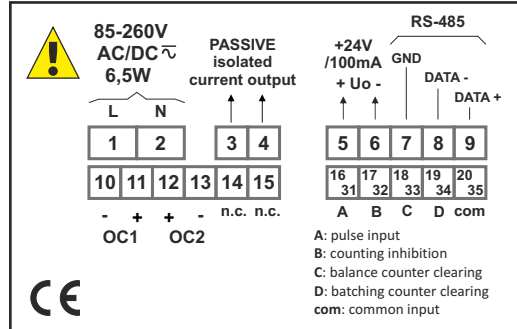 85-260V
AC/DC
6,5W
PASSIVE
isolated
current output
+24V
/100mA
+ Uo -
RS-485
GND
DATA -
DATA +
L N
1 2 3 4 5 6 7 8 9
10 11 12 13 14 15 16 31 17 32 18 33 19 34 20 35
- + + - n.c. n.c. A B C D com
OC1 OC2
A: pulse input
B: counting inhibition
C: balance counter clearing
D: batching counter clearing
com: common input
CE